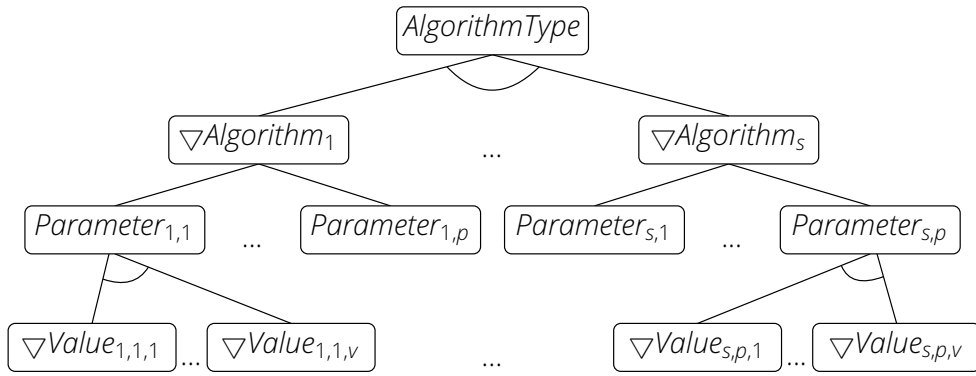 AlgorithmType
▽Algorithm₁ ... ▽Algorithmₛ
Parameter₁,₁ ... Parameter₁,ₚ Parameterₛ,₁ ... Parameterₛ,ₚ
▽Value₁,₁,₁ ... ▽Value₁,₁,ᵥ ... ▽Valueₛ,ₚ,₁ ... ▽Valueₛ,ₚ,ᵥ